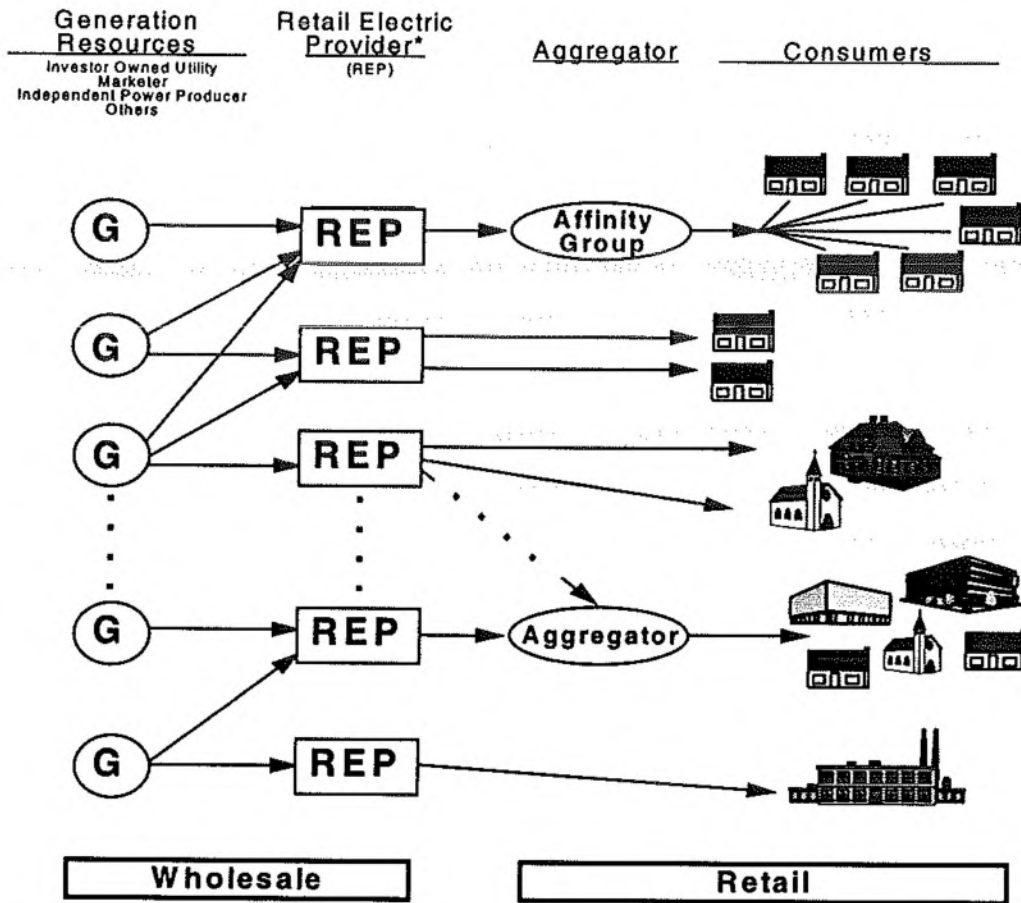 Generation
Resources
Investor Owned Utility
Marketer
Independent Power Producer
Others
Retail Electric
Provider*
(REP)
Aggregator
Consumers
G
REP
Affinity
Group
G
REP
G
REP
G
REP
Aggregator
G
REP
Wholesale
Retail